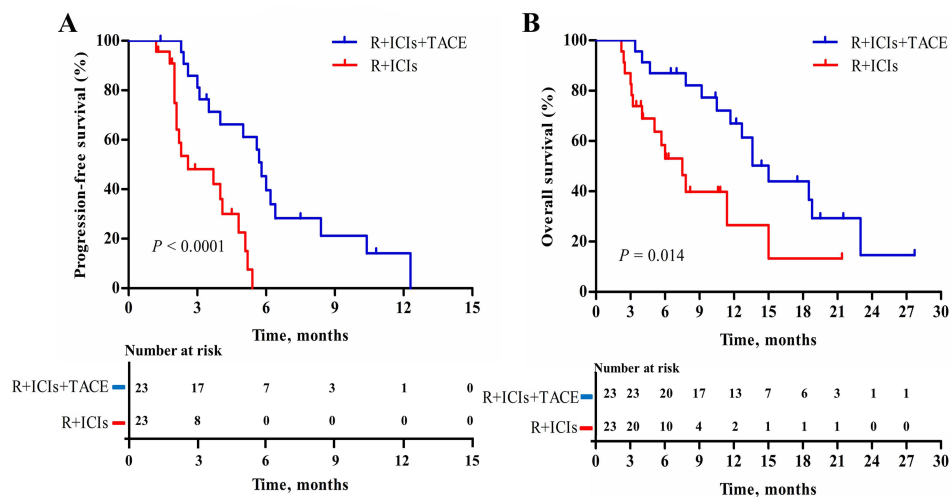 A
R+ICIs+TACE
R+ICIs
Progression-free survival (%)
100
80
60
40
20
0
P < 0.0001
0 3 6 9 12 15
Time, months
Number at risk
R+ICIs+TACE 23 17 7 3 1 0
R+ICIs 23 8 0 0 0 0
0 3 6 9 12 15
Time, months
B
R+ICIs+TACE
R+ICIs
Overall survival (%)
100
80
60
40
20
0
P = 0.014
0 3 6 9 12 15 18 21 24 27 30
Time, months
Number at risk
R+ICIs+TACE 23 23 20 17 13 7 6 3 1 1
R+ICIs 23 20 10 4 2 1 1 1 0 0
0 3 6 9 12 15 18 21 24 27 30
Time, months